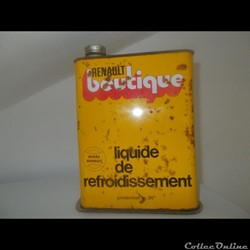 RENAULT
boutique
liquide
de
refroidissement
CollecOnline